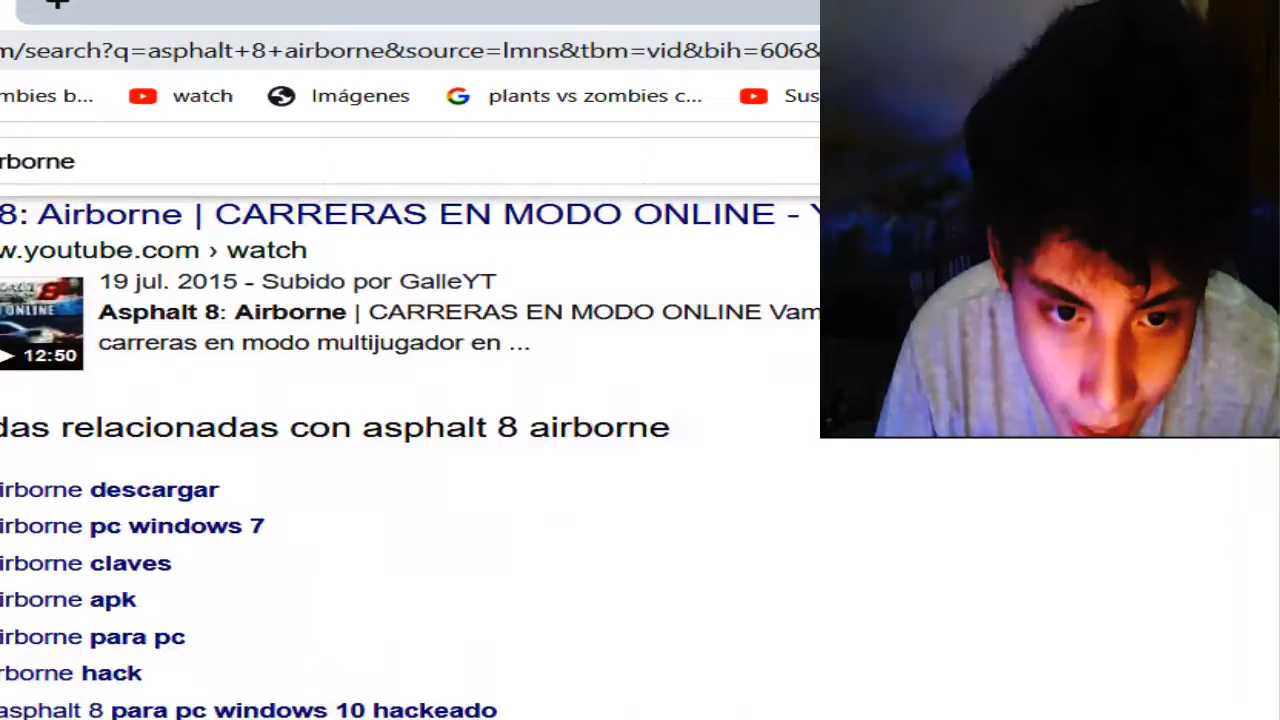 m/search?q=asphalt+8+airborne&source=lmns&tbm=vid&bih=606&
mbies b... watch Imágenes plants vs zombies c... Sus
rborne
8: Airborne | CARRERAS EN MODO ONLINE -
w.youtube.com › watch
19 jul. 2015 - Subido por GalleYT
Asphalt 8: Airborne | CARRERAS EN MODO ONLINE Vam
carreras en modo multijugador en ...
8
ONLINE
12:50
das relacionadas con asphalt 8 airborne
irborne descargar
irborne pc windows 7
irborne claves
irborne apk
irborne para pc
rborne hack
asphalt 8 para pc windows 10 hackeado